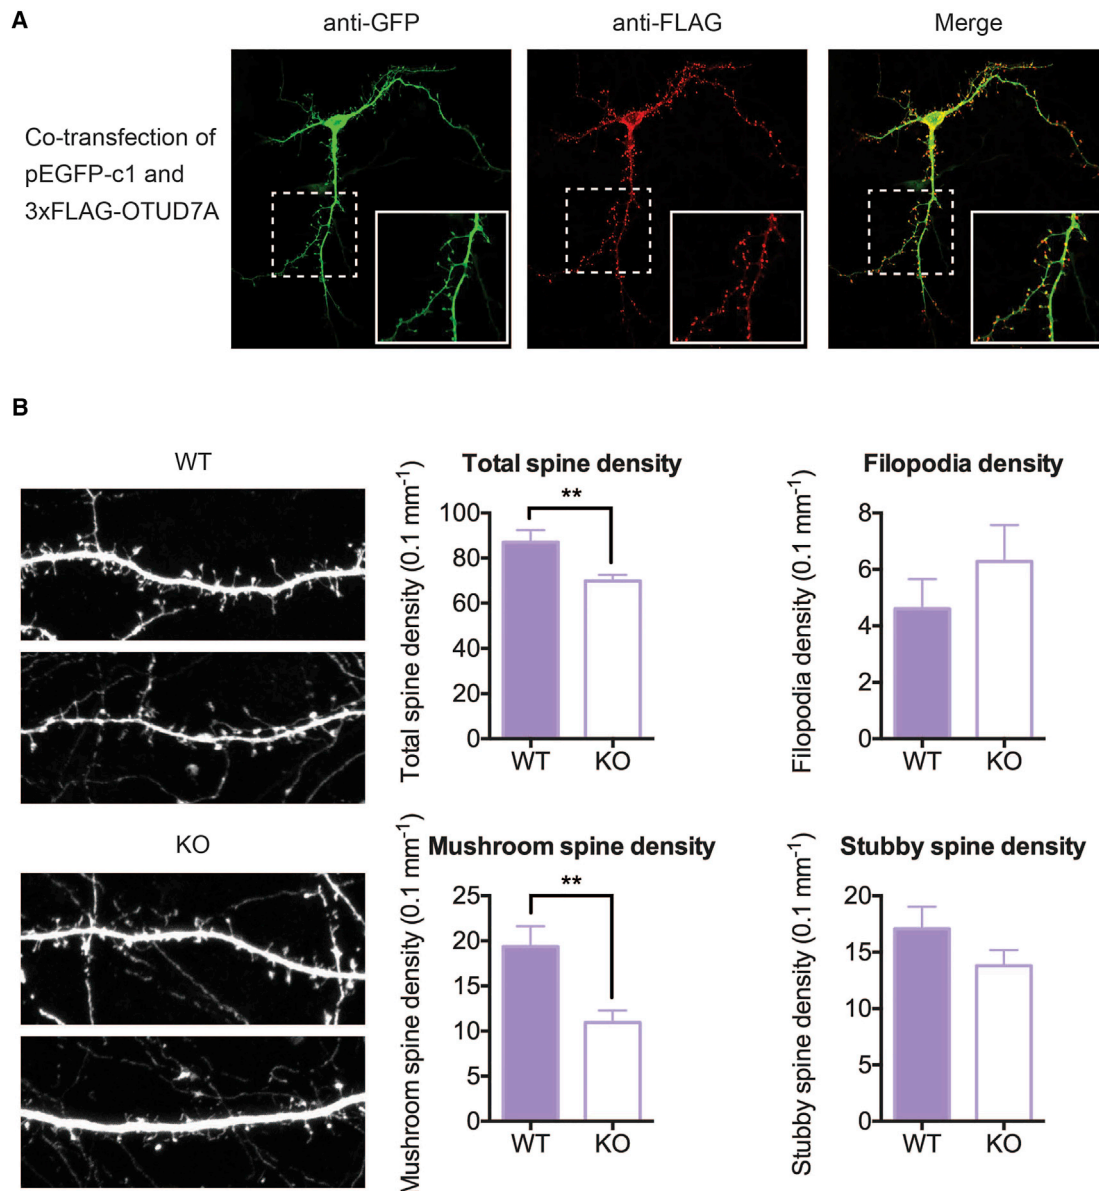 A
anti-GFP
anti-FLAG
Merge
Co-transfection of
pEGFP-c1 and
3xFLAG-OTUD7A
B
WT
KO
Total spine density
Total spine density (0.1 mm⁻¹)
**
100
80
60
40
20
0
WT
KO
Filopodia density
Filopodia density (0.1 mm⁻¹)
8
6
4
2
0
WT
KO
Mushroom spine density
Mushroom spine density (0.1 mm⁻¹)
**
25
20
15
10
5
0
WT
KO
Stubby spine density
Stubby spine density (0.1 mm⁻¹)
20
15
10
5
0
WT
KO